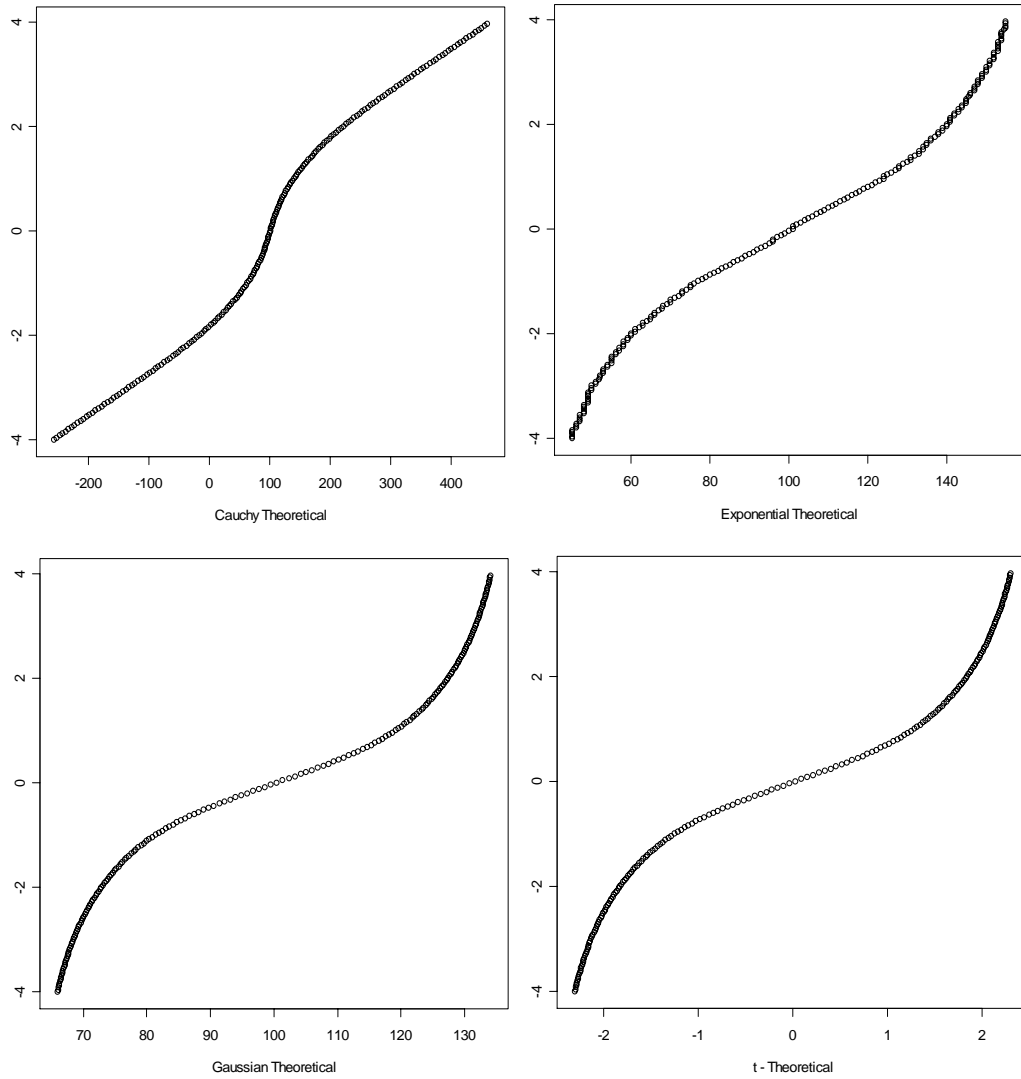 4
2
0
-2
-4
-200 -100 0 100 200 300 400
Cauchy Theoretical
4
2
0
-2
-4
60 80 100 120 140
Exponential Theoretical
4
2
0
-2
-4
70 80 90 100 110 120 130
Gaussian Theoretical
4
2
0
-2
-4
-2 -1 0 1 2
t - Theoretical